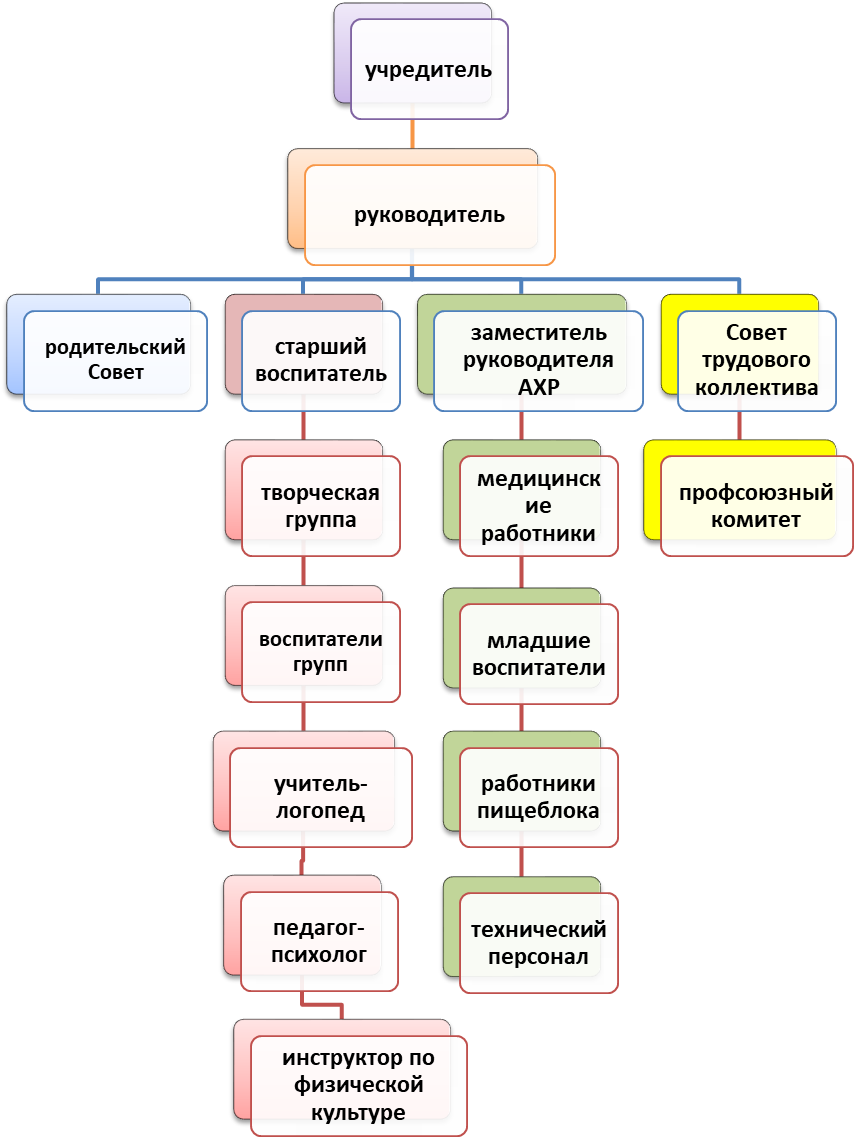 учредитель
руководитель
родительский
Совет
старший
воспитатель
заместитель
руководителя
АХР
Совет
трудового
коллектива
творческая
группа
медицинск
ие
работники
профсоюзный
комитет
воспитатели
групп
младшие
воспитатели
учитель-
логопед
работники
пищеблока
педагог-
психолог
технический
персонал
инструктор по
физической
культуре